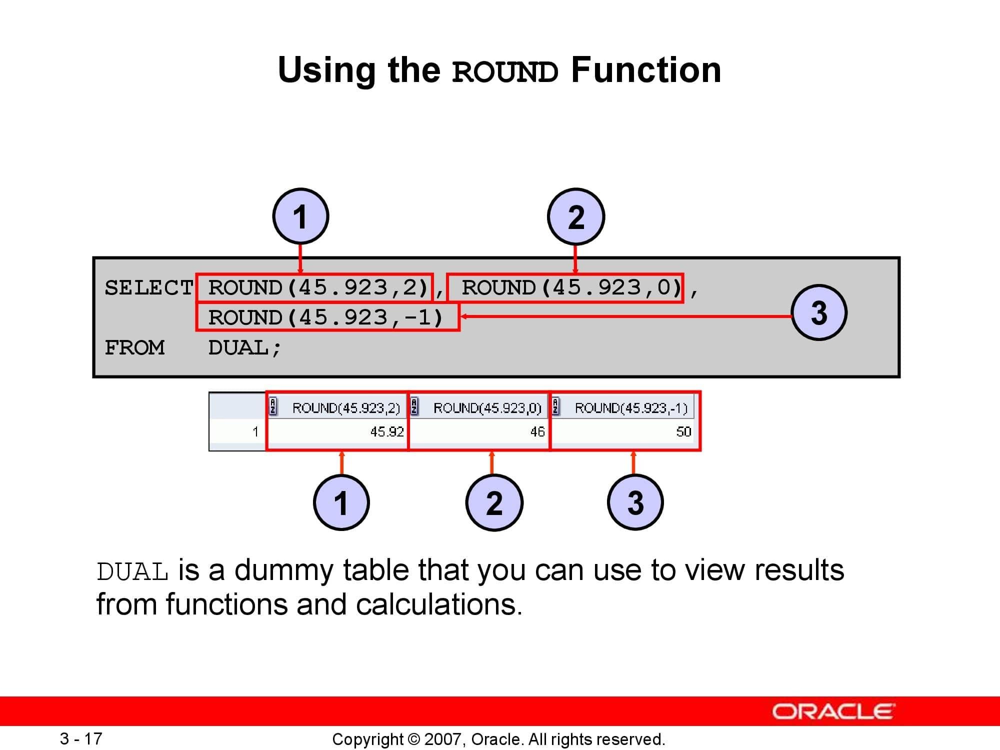 Using the ROUND Function
1 2
SELECT ROUND(45.923,2), ROUND(45.923,0),
ROUND(45.923,-1)
3
FROM DUAL;
ROUND(45.923,2) ROUND(45.923,0) ROUND(45.923,-1)
1 45.92 46 50
1 2 3
DUAL is a dummy table that you can use to view results
from functions and calculations.
ORACLE
3 - 17 Copyright © 2007, Oracle. All rights reserved.